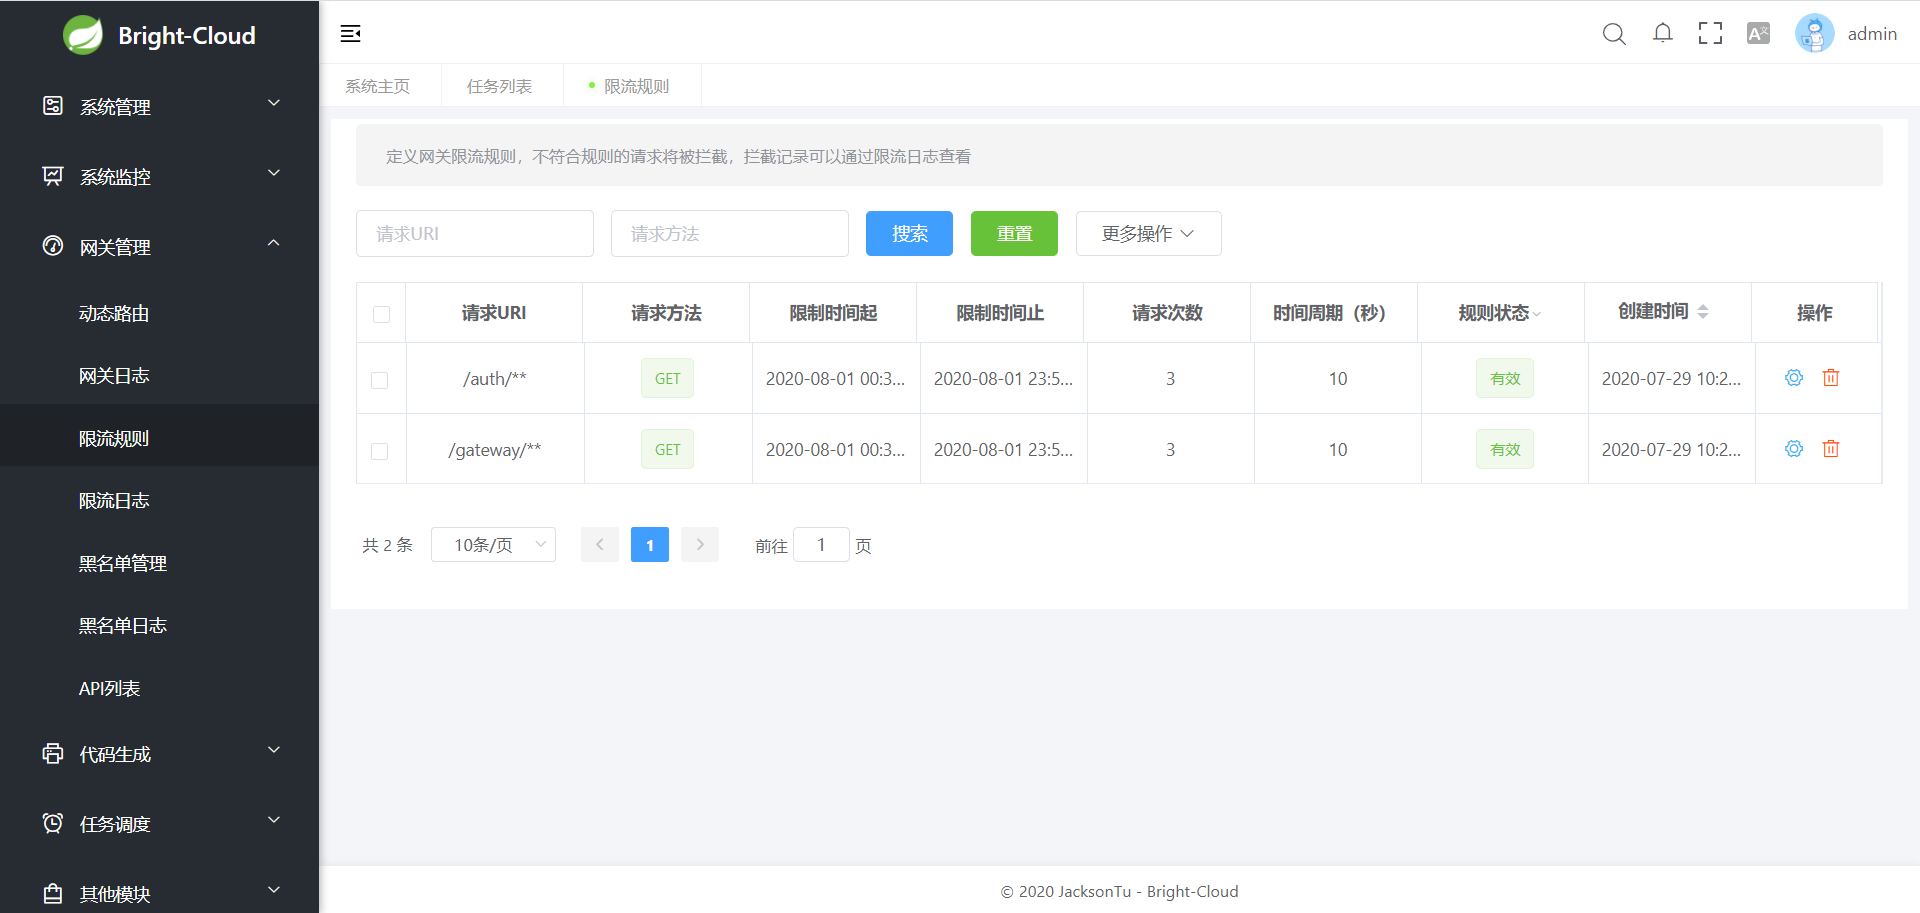 Bright-Cloud
系统管理
系统监控
网关管理
动态路由
网关日志
限流规则
限流日志
黑名单管理
黑名单日志
API列表
代码生成
任务调度
其他模块
admin
系统主页 任务列表 限流规则
定义网关限流规则，不符合规则的请求将被拦截，拦截记录可以通过限流日志查看
请求URI 请求方法 搜索 重置 更多操作
请求URI 请求方法 限制时间起 限制时间止 请求次数 时间周期（秒） 规则状态 创建时间 操作
/auth/** GET 2020-08-01 00:3... 2020-08-01 23:5... 3 10 有效 2020-07-29 10:2...
/gateway/** GET 2020-08-01 00:3... 2020-08-01 23:5... 3 10 有效 2020-07-29 10:2...
共 2 条 10条/页 1 前往 1 页
© 2020 JacksonTu - Bright-Cloud